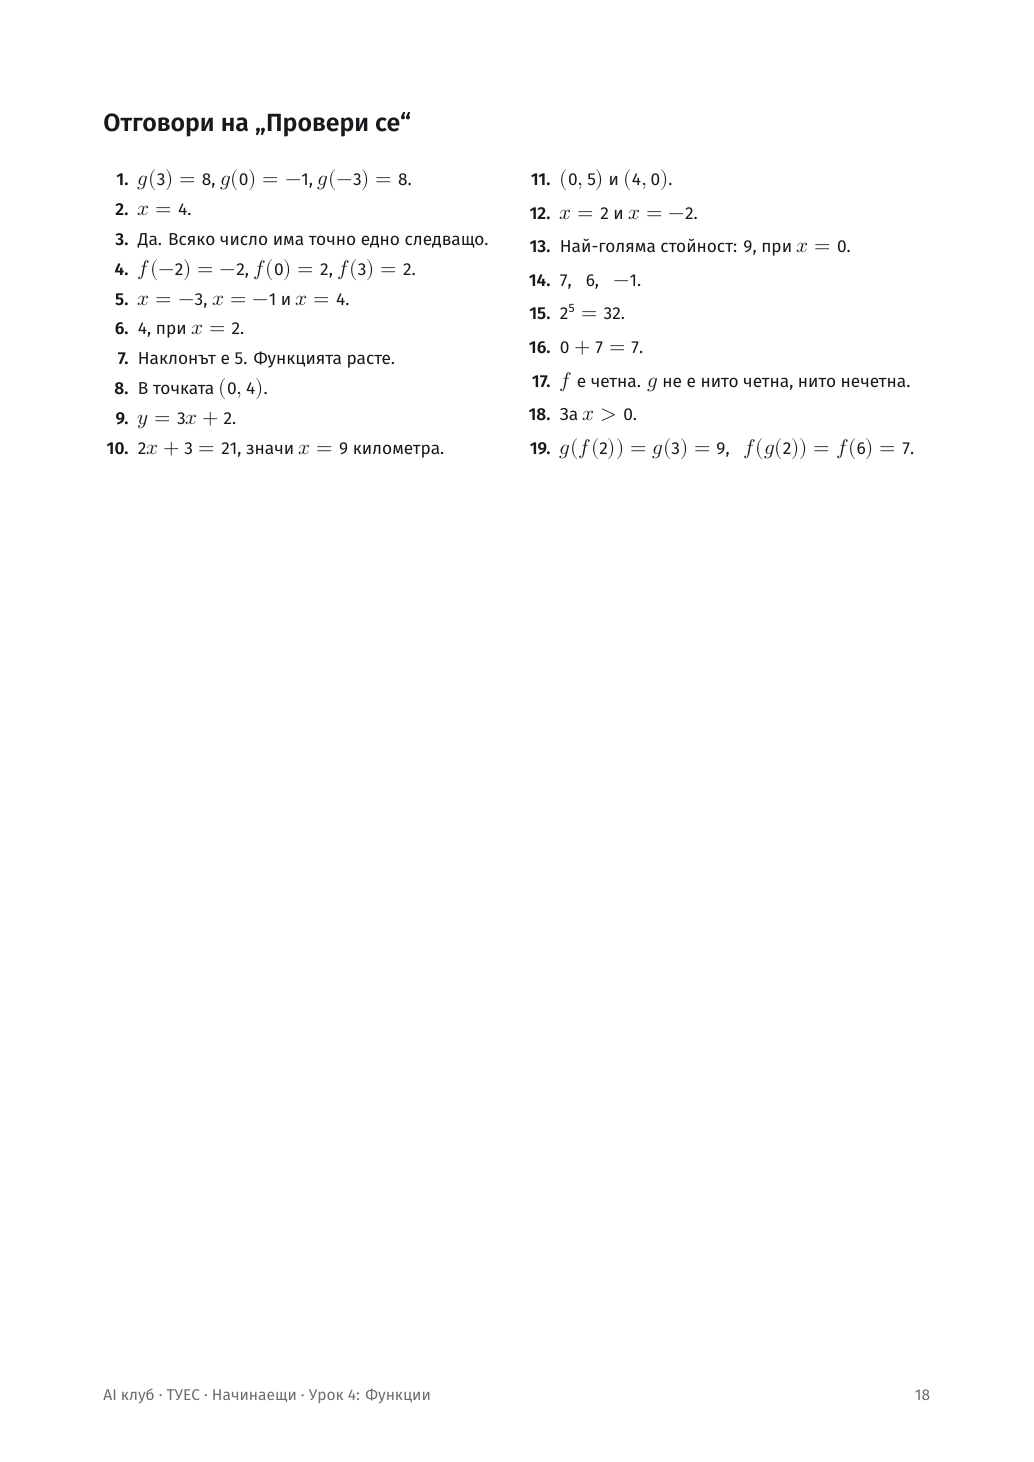 Отговори на „Провери се“
1. g(3) = 8, g(0) = −1, g(−3) = 8.
2. x = 4.
3. Да. Всяко число има точно едно следващо.
4. f(−2) = −2, f(0) = 2, f(3) = 2.
5. x = −3, x = −1 и x = 4.
6. 4, при x = 2.
7. Наклонът е 5. Функцията расте.
8. В точката (0, 4).
9. y = 3x + 2.
10. 2x + 3 = 21, значи x = 9 километра.
11. (0, 5) и (4, 0).
12. x = 2 и x = −2.
13. Най-голяма стойност: 9, при x = 0.
14. 7, 6, −1.
15. 2⁵ = 32.
16. 0 + 7 = 7.
17. f е четна. g не е нито четна, нито нечетна.
18. За x > 0.
19. g(f(2)) = g(3) = 9, f(g(2)) = f(6) = 7.
AI клуб · ТУЕС · Начинаещи · Урок 4: Функции
18